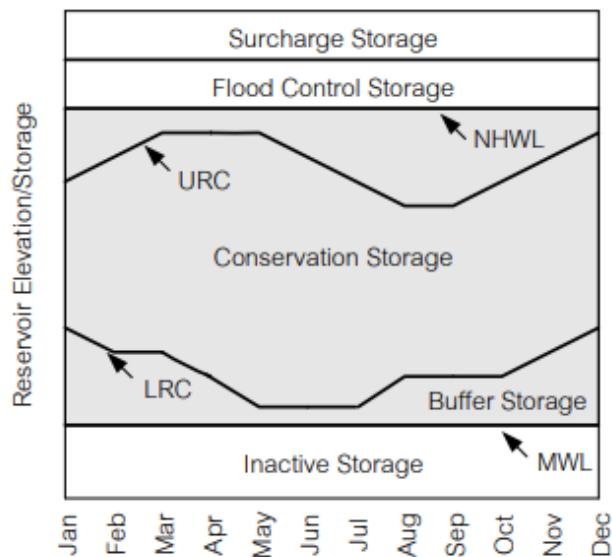 Surcharge Storage
Flood Control Storage
NHWL
URC
Conservation Storage
LRC
Buffer Storage
Inactive Storage
MWL
Reservoir Elevation/Storage
Jan
Feb
Mar
Apr
May
Jun
Jul
Aug
Sep
Oct
Nov
Dec